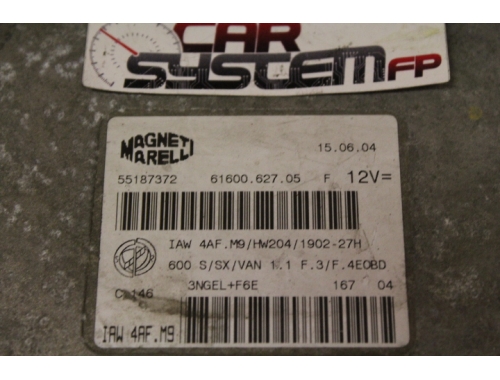 CAR
SYSTEM FP
MAGNETI
MARELLI
15.06.04
55187372 61600.627.05 F 12V=
IAW 4AF.M9/HW204/1902-27H
600 S/SX/VAN 1.1 F.3/F.4EOBD
3NGEL+F6E 167 04
146
IAW 4AF.M9